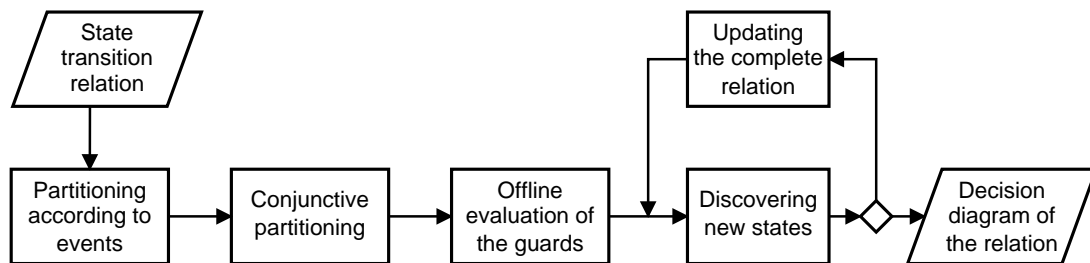 State
transition
relation
Updating
the complete
relation
Partitioning
according to
events
Conjunctive
partitioning
Offline
evaluation of
the guards
Discovering
new states
Decision
diagram of
the relation